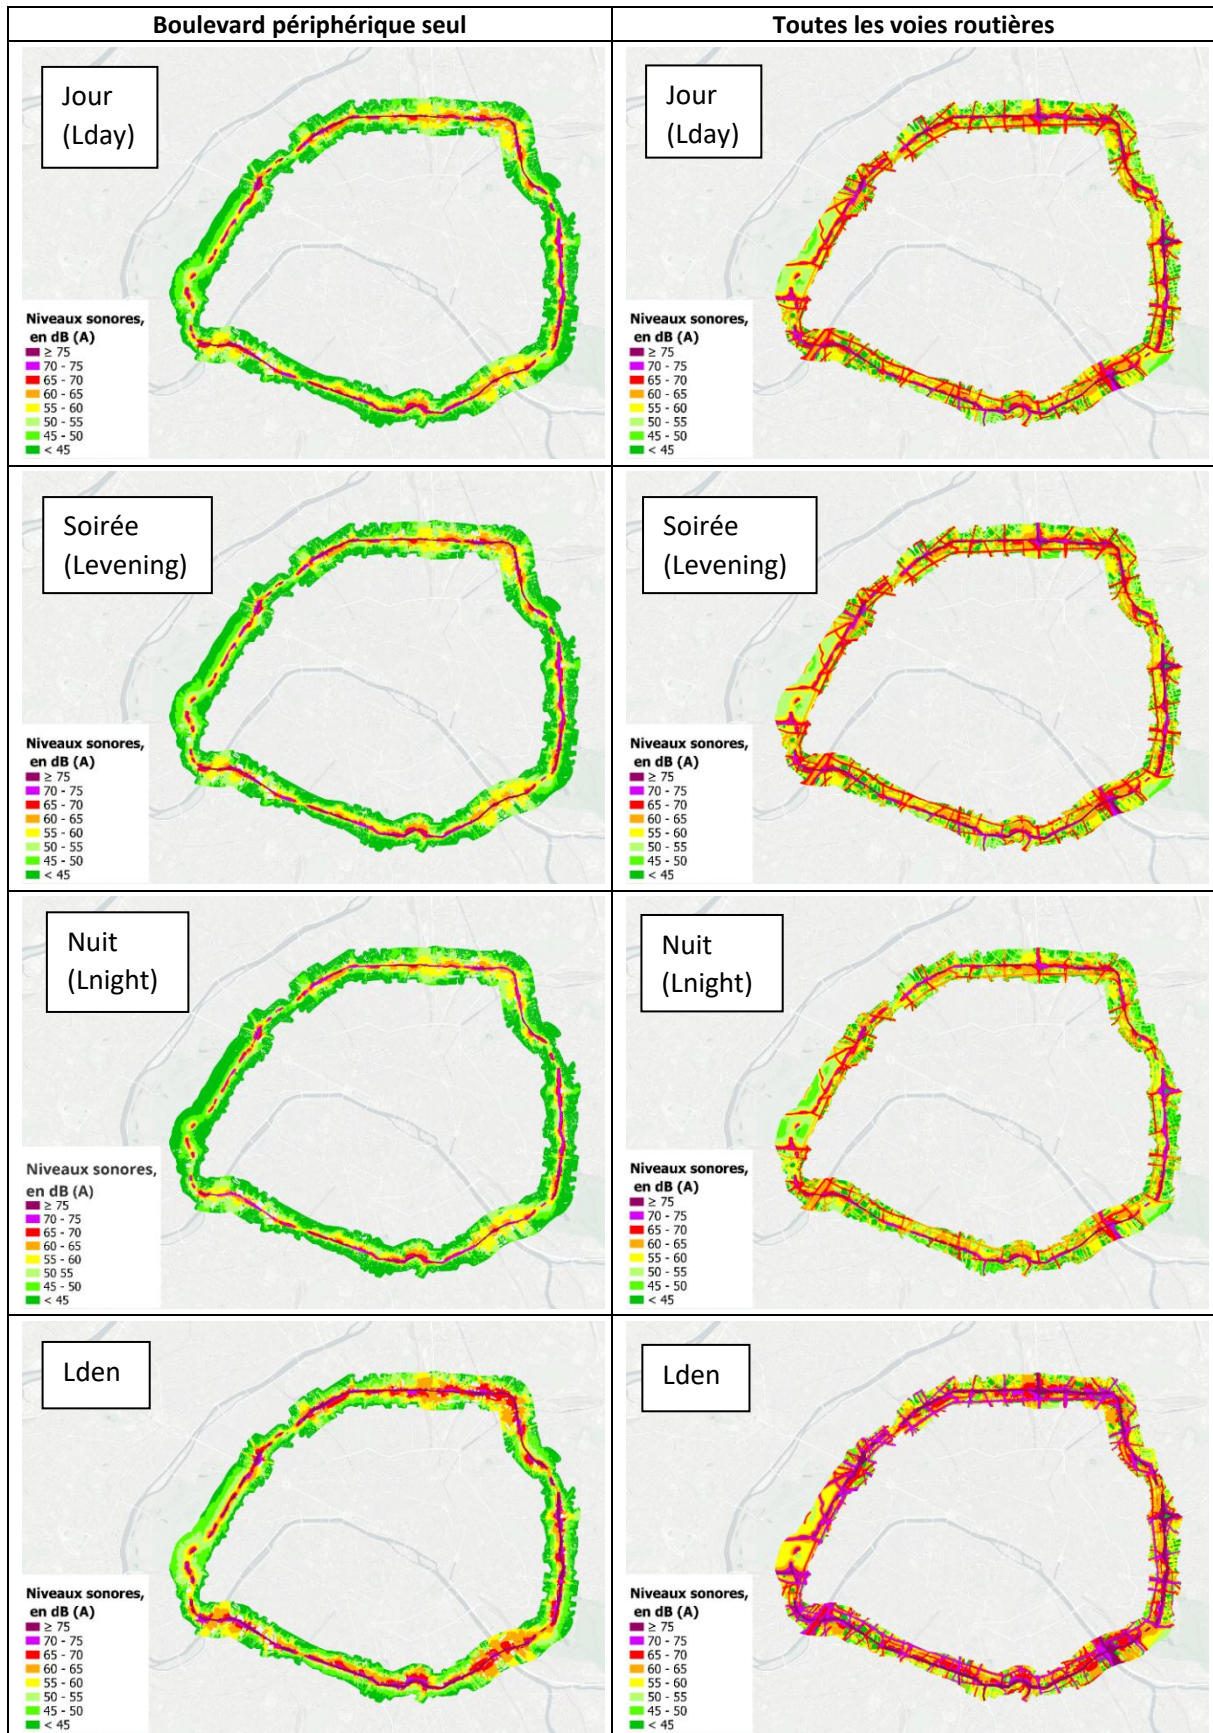 Boulevard périphérique seul
Toutes les voies routières
Jour
(Lday)
Niveaux sonores,
en dB (A)
≥ 75
70 - 75
65 - 70
60 - 65
55 - 60
50 - 55
45 - 50
< 45
Jour
(Lday)
Niveaux sonores,
en dB (A)
≥ 75
70 - 75
65 - 70
60 - 65
55 - 60
50 - 55
45 - 50
< 45
Soirée
(Levening)
Niveaux sonores,
en dB (A)
≥ 75
70 - 75
65 - 70
60 - 65
55 - 60
50 - 55
45 - 50
< 45
Soirée
(Levening)
Niveaux sonores,
en dB (A)
≥ 75
70 - 75
65 - 70
60 - 65
55 - 60
50 - 55
45 - 50
< 45
Nuit
(Lnight)
Niveaux sonores,
en dB (A)
≥ 75
70 - 75
65 - 70
60 - 65
55 - 60
50 55
45 - 50
< 45
Nuit
(Lnight)
Niveaux sonores,
en dB (A)
≥ 75
70 - 75
65 - 70
60 - 65
55 - 60
50 - 55
45 - 50
< 45
Lden
Niveaux sonores,
en dB (A)
≥ 75
70 - 75
65 - 70
60 - 65
55 - 60
50 - 55
45 - 50
< 45
Lden
Niveaux sonores,
en dB (A)
≥ 75
70 - 75
65 - 70
60 - 65
55 - 60
50 - 55
45 - 50
< 45